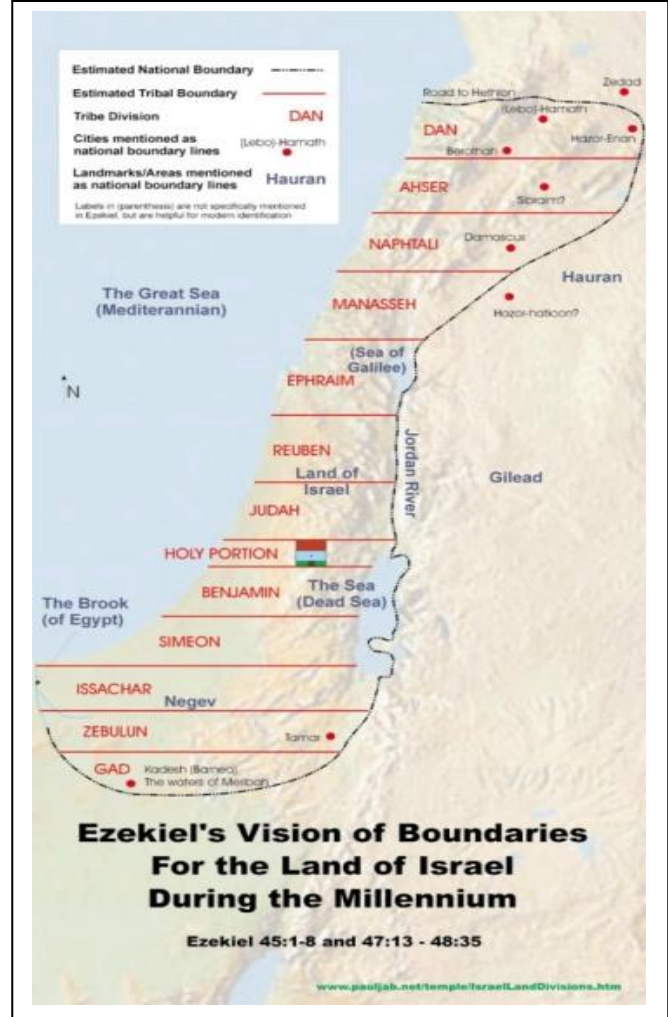 Estimated National Boundary
Estimated Tribal Boundary
Tribe Division DAN
Cities mentioned as
national boundary lines
(Lebo)-Hamath
Landmarks/Areas mentioned
as national boundary lines
Hauran
Labels in (parenthesis) are not specifically mentioned
in Ezekiel, but are helpful for modern identification
Zedad
Road to Hethlon
(Lebo)-Hamath
DAN
Hazor-Enan
Berothah
AHSER
Sibraim?
NAPHTALI
Damascus
Hauran
The Great Sea
(Mediterannian)
MANASSEH
Hazor-hatticon?
(Sea of
Galilee)
N
EPHRAIM
Jordan River
REUBEN
Land of
Israel
Gilead
JUDAH
HOLY PORTION
BENJAMIN
The Sea
(Dead Sea)
The Brook
(of Egypt)
SIMEON
ISSACHAR
Negev
ZEBULUN
Tamar
GAD
Kadesh (Barnea)
The waters of Meribah
Ezekiel's Vision of Boundaries
For the Land of Israel
During the Millennium
Ezekiel 45:1-8 and 47:13 - 48:35
www.pauljab.net/temple/IsraelLandDivisions.htm